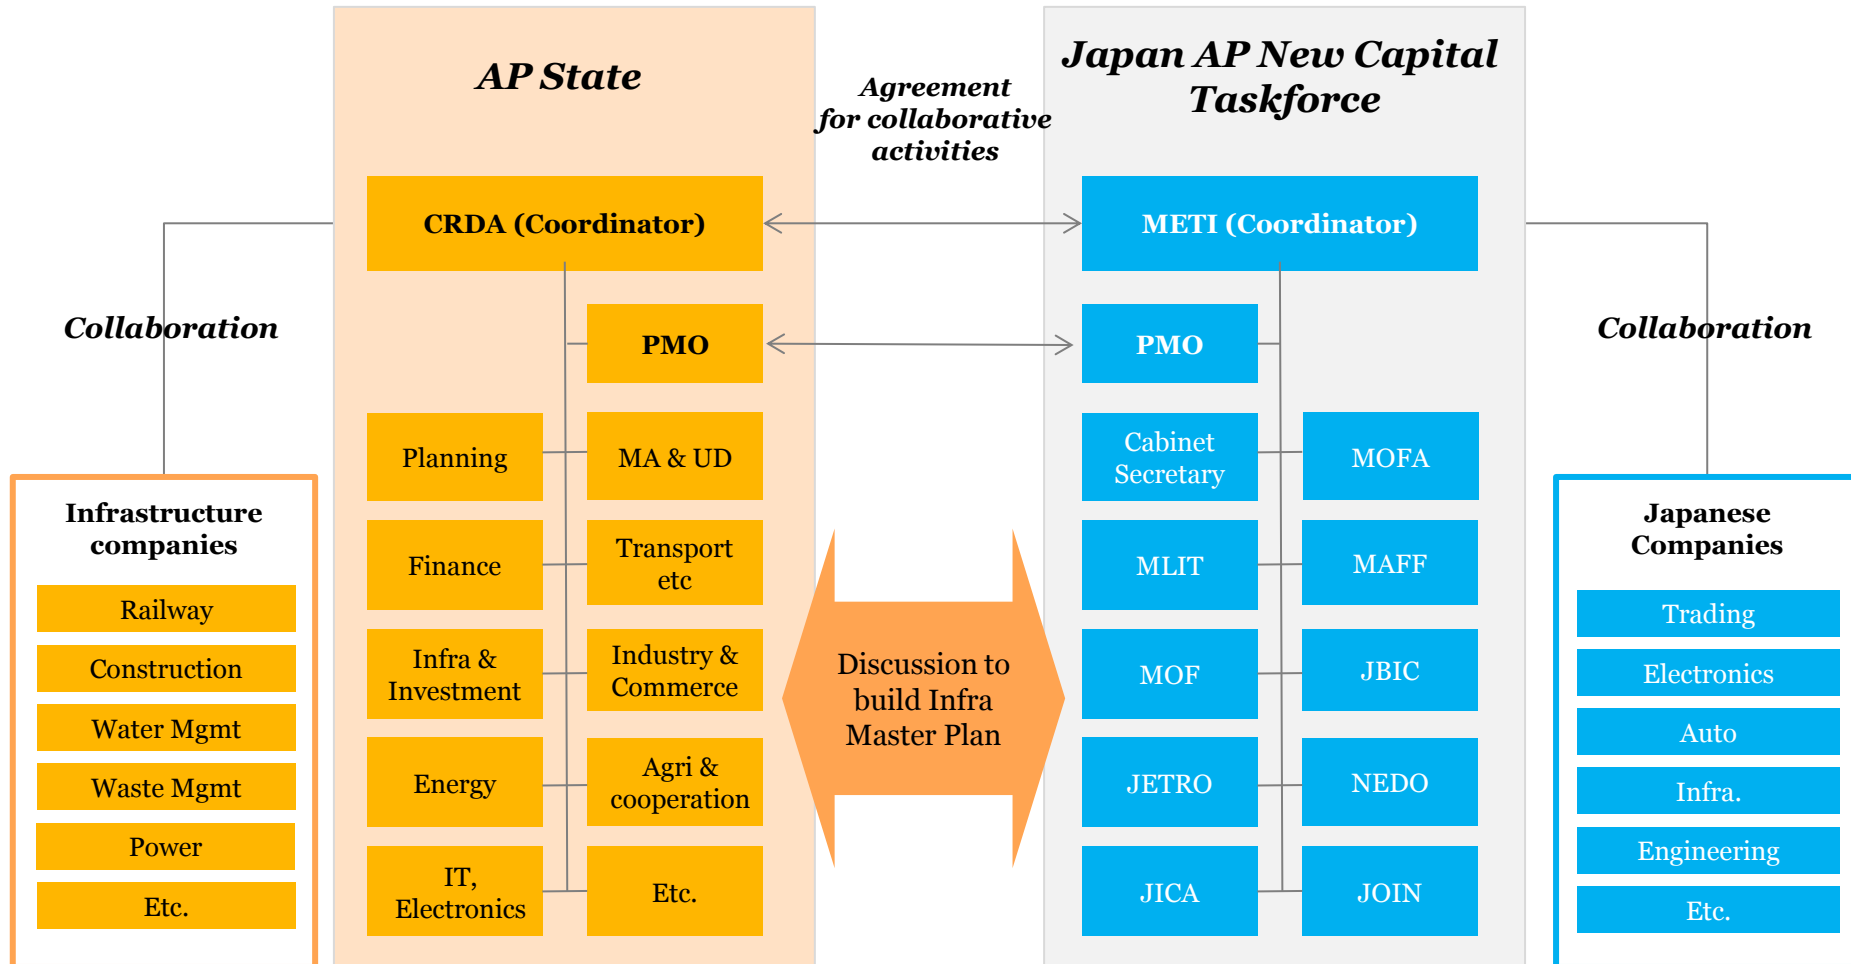 AP State
Japan AP New Capital
Taskforce
Agreement
for collaborative
activities
CRDA (Coordinator)
METI (Coordinator)
Collaboration
PMO
PMO
Collaboration
Planning
MA & UD
Cabinet
Secretary
MOFA
Finance
Transport
etc
MLIT
MAFF
Infra &
Investment
Industry &
Commerce
MOF
JBIC
Energy
Agri &
cooperation
JETRO
NEDO
IT,
Electronics
Etc.
JICA
JOIN
Discussion to
build Infra
Master Plan
Infrastructure
companies
Railway
Construction
Water Mgmt
Waste Mgmt
Power
Etc.
Japanese
Companies
Trading
Electronics
Auto
Infra.
Engineering
Etc.